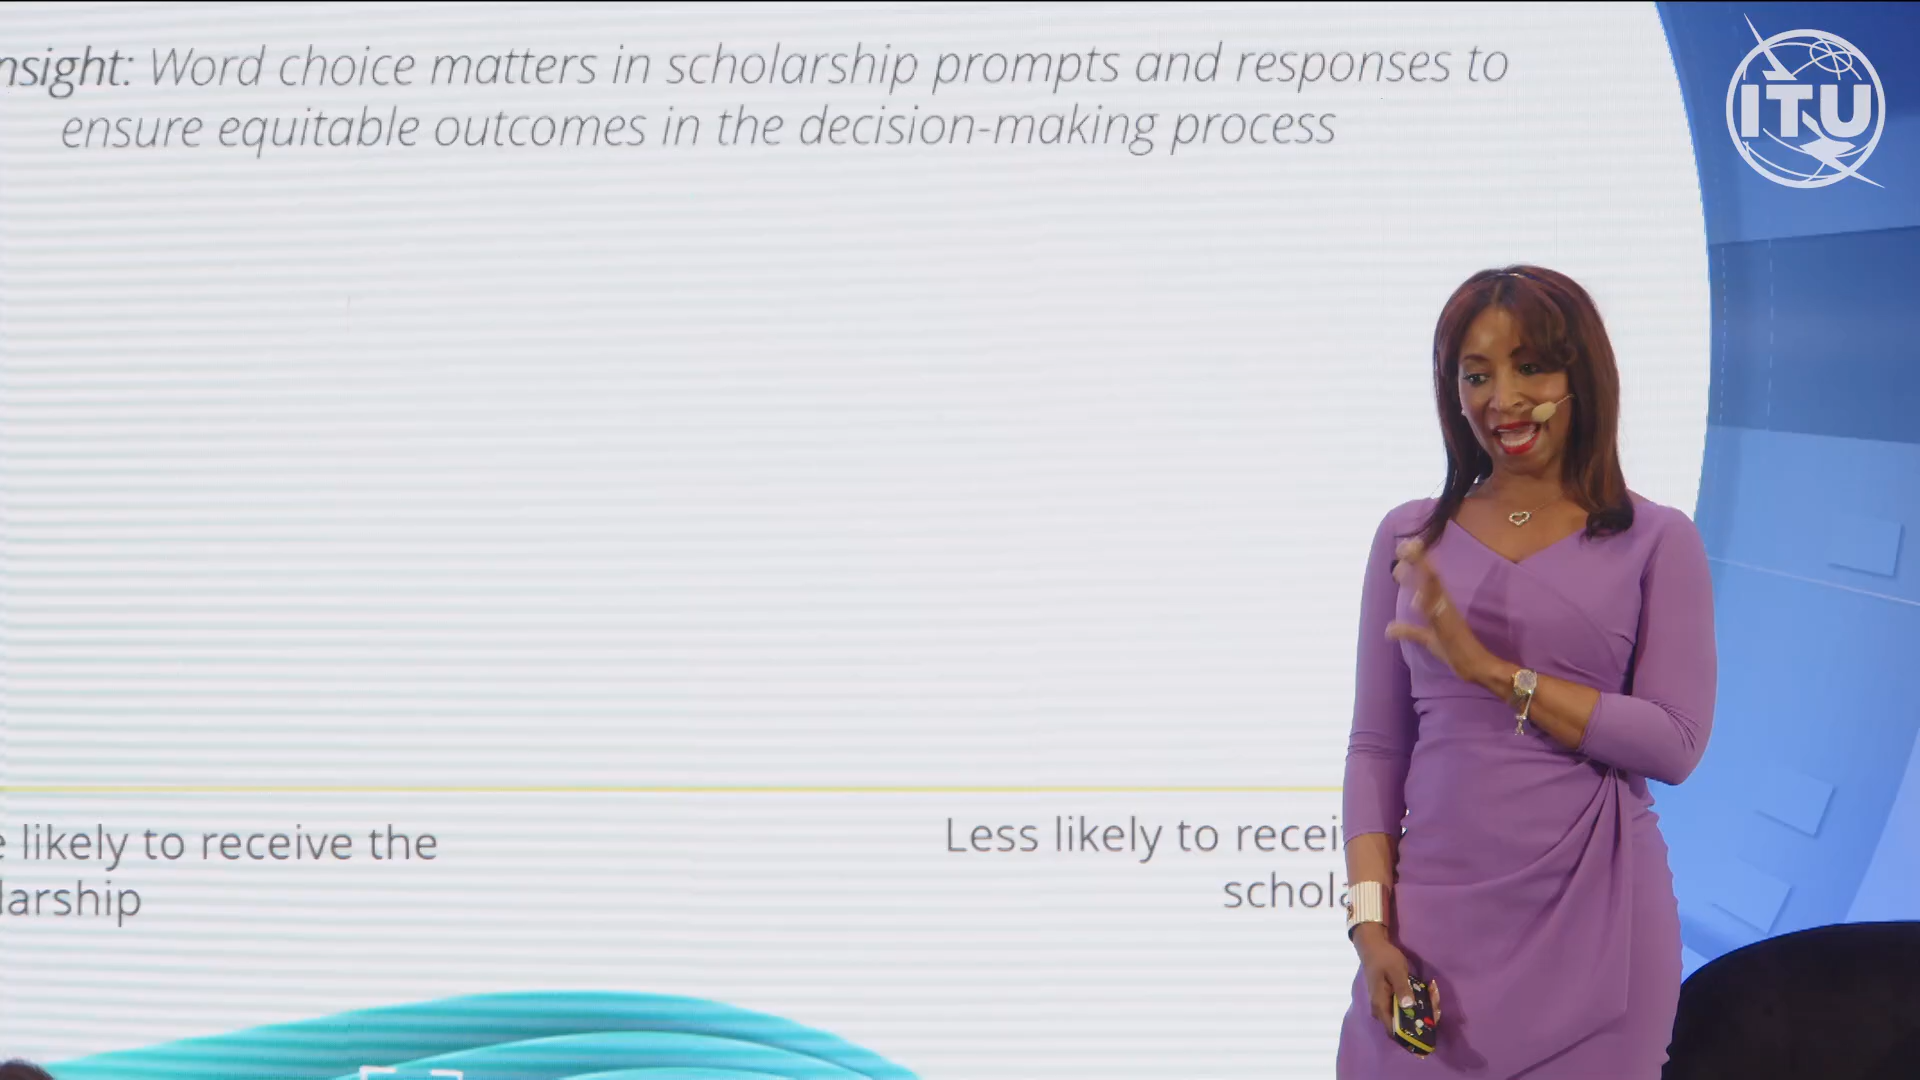 nsight: Word choice matters in scholarship prompts and responses to
ensure equitable outcomes in the decision-making process
ITU
likely to receive the
larship
Less likely to recei
schola